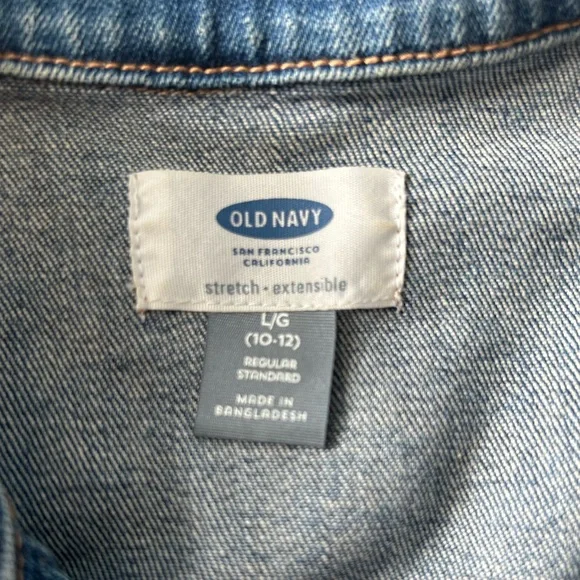 OLD NAVY
SAN FRANCISCO
CALIFORNIA
stretch • extensible
L/G
(10-12)
REGULAR
STANDARD
MADE IN
BANGLADESH